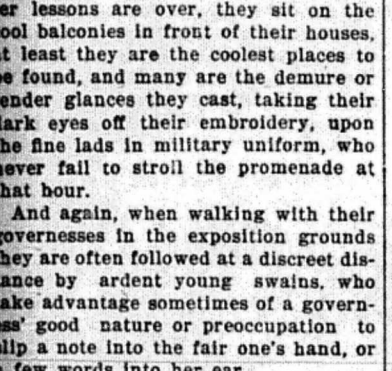 er lessons are over, they sit on the
ool balconies in front of their houses,
t least they are the coolest places to
e found, and many are the demure or
ender glances they cast, taking their
ark eyes off their embroidery, upon
he fine lads in military uniform, who
ever fail to stroll the promenade at
hat hour.
And again, when walking with their
overnesses in the exposition grounds
hey are often followed at a discreet dis-
ance by ardent young swains, who
ake advantage sometimes of a govern-
ss' good nature or preoccupation to
lip a note into the fair one's hand, or
few words into her ear.